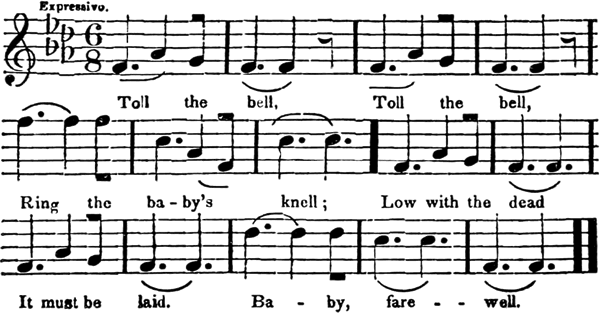 Expressivo.
6
8
Toll the bell, Toll the bell,
Ring the ba-by's knell; Low with the dead
It must be laid. Ba - by, fare - - well.